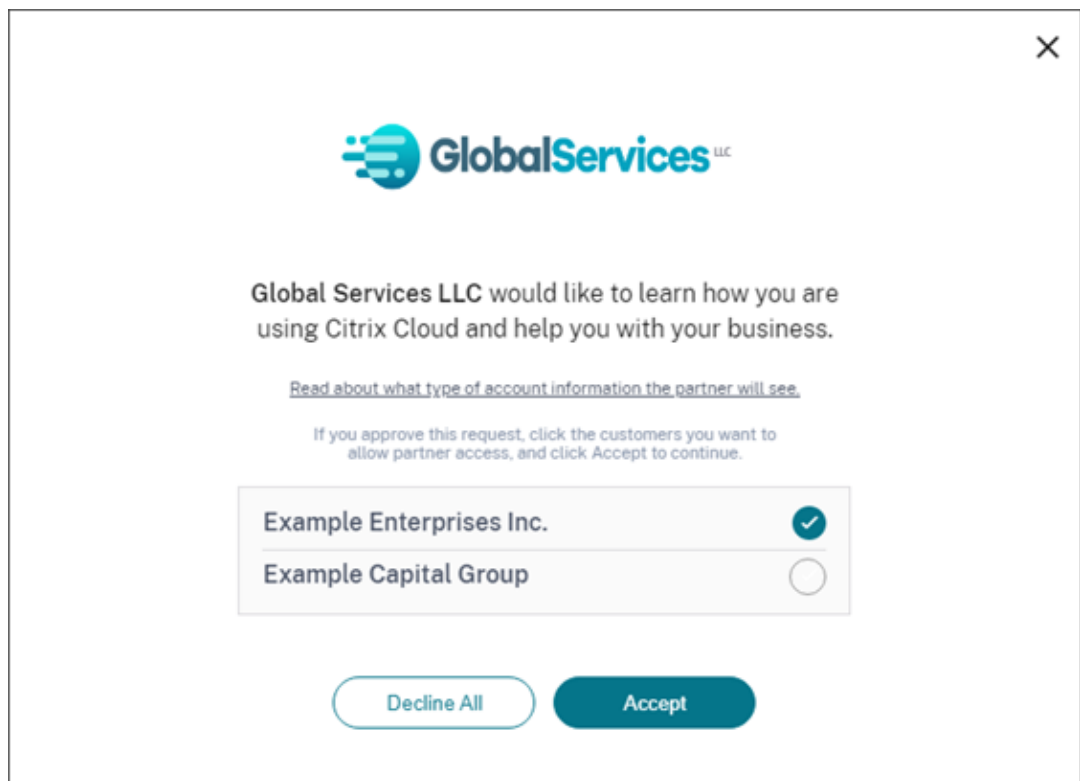 GlobalServices LLC
Global Services LLC would like to learn how you are
using Citrix Cloud and help you with your business.
Read about what type of account information the partner will see.
If you approve this request, click the customers you want to
allow partner access, and click Accept to continue.
Example Enterprises Inc.
Example Capital Group
Decline All
Accept